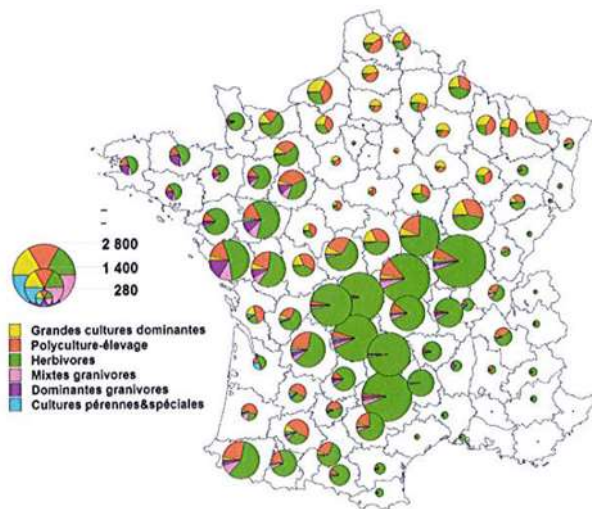 2 800
1 400
280
Grandes cultures dominantes
Polyculture-élevage
Herbivores
Mixtes granivores
Dominantes granivores
Cultures pérennes&spéciales